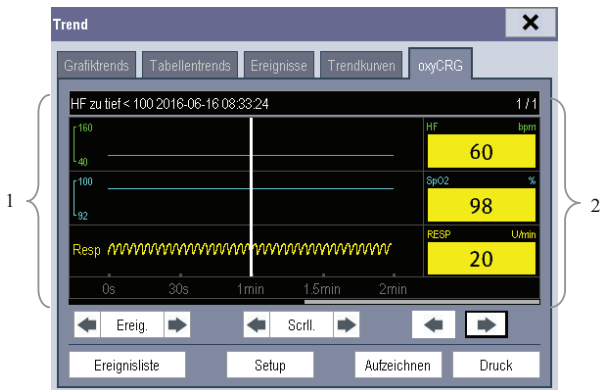 Trend
Grafiktrends Tabellentrends Ereignisse Trendkurven oxyCRG
HF zu tief < 100 2016-06-16 08:33:24 1 / 1
160
40
HF bpm
60
100
92
SpO2 %
98
Resp
RESP U/min
20
0s 30s 1min 1.5min 2min
1
2
Ereig. Scrll.
Ereignisliste Setup Aufzeichnen Druck